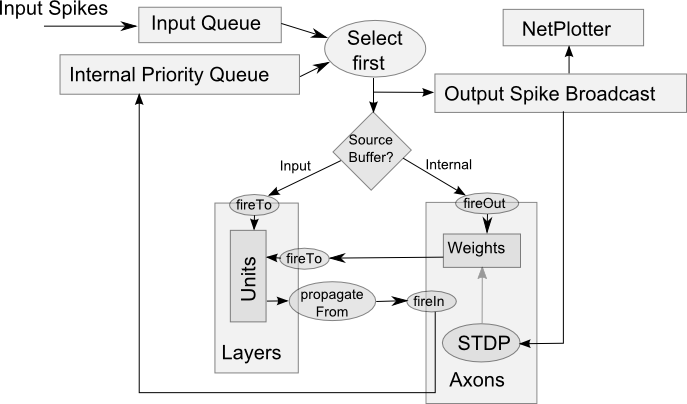 Input Spikes
Input Queue
NetPlotter
Select
first
Internal Priority Queue
Output Spike Broadcast
Source
Buffer?
Input
Internal
fireTo
fireOut
Weights
fireTo
Units
propagate
From
fireIn
STDP
Layers
Axons